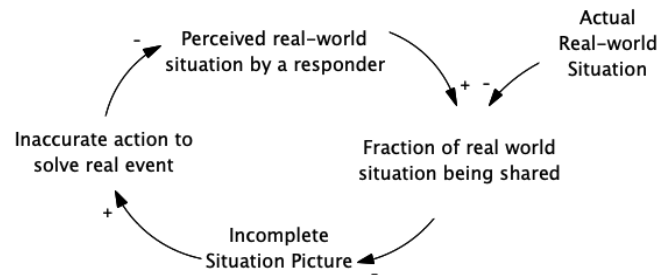 Actual
Real-world
Situation
-
Perceived real-world
situation by a responder
+ -
Inaccurate action to
solve real event
Fraction of real world
situation being shared
+
Incomplete
Situation Picture
-